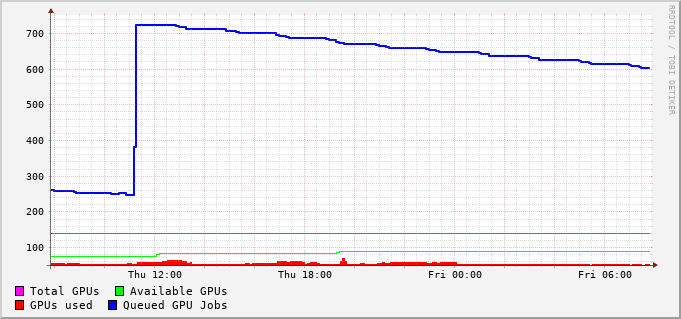 700
600
500
400
300
200
100
Thu 12:00 Thu 18:00 Fri 00:00 Fri 06:00
Total GPUs Available GPUs
GPUs used Queued GPU Jobs
RRDTOOL / TOBI OETIKER